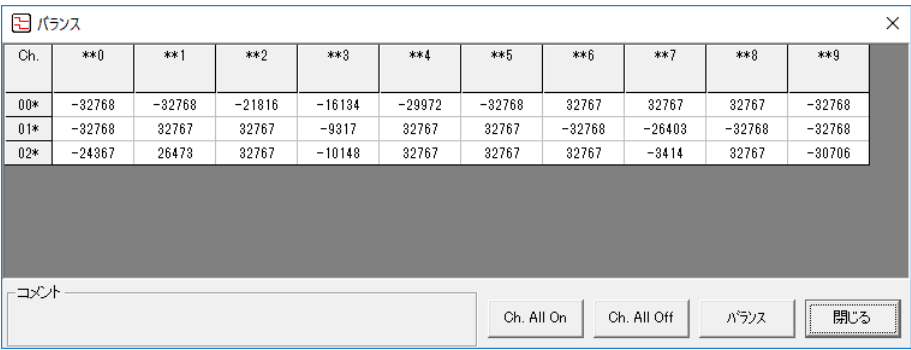 バランス
Ch. **0 **1 **2 **3 **4 **5 **6 **7 **8 **9
00* -32768 -32768 -21816 -16134 -29972 -32768 32767 32767 32767 -32768
01* -32768 32767 32767 -9317 32767 32767 -32768 -26403 -32768 -32768
02* -24367 26473 32767 -10148 32767 32767 32767 -3414 32767 -30706
コメント
Ch. All On Ch. All Off バランス 閉じる